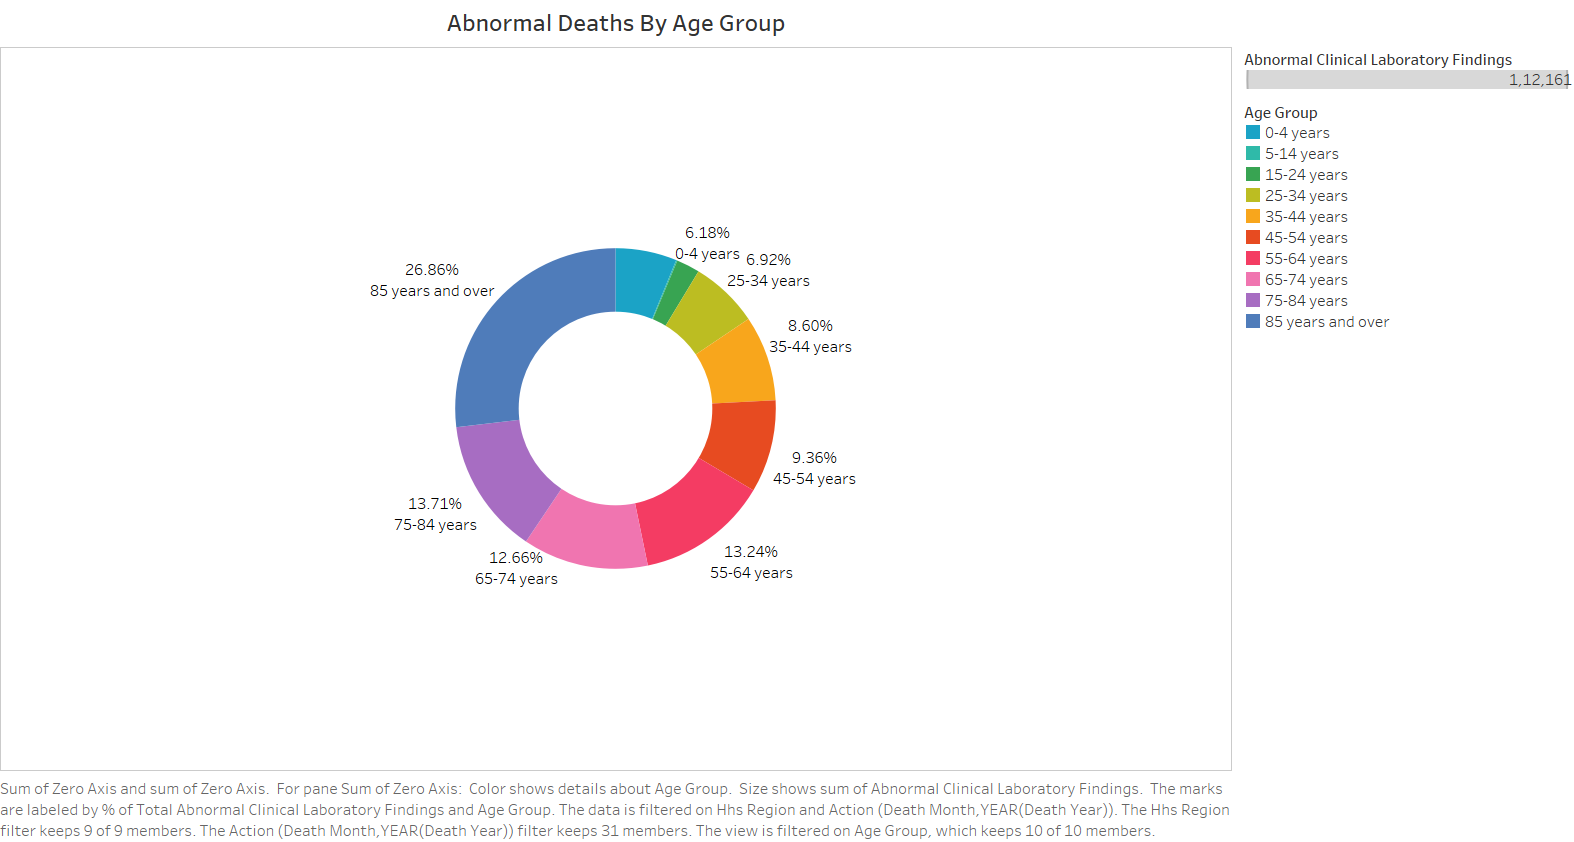 Abnormal Deaths By Age Group
Abnormal Clinical Laboratory Findings
1,12,161
Age Group
0-4 years
5-14 years
15-24 years
25-34 years
35-44 years
45-54 years
55-64 years
65-74 years
75-84 years
85 years and over
6.18%
0-4 years
6.92%
25-34 years
8.60%
35-44 years
9.36%
45-54 years
13.24%
55-64 years
12.66%
65-74 years
13.71%
75-84 years
26.86%
85 years and over
Sum of Zero Axis and sum of Zero Axis.  For pane Sum of Zero Axis:  Color shows details about Age Group.  Size shows sum of Abnormal Clinical Laboratory Findings.  The marks
are labeled by % of Total Abnormal Clinical Laboratory Findings and Age Group. The data is filtered on Hhs Region and Action (Death Month,YEAR(Death Year)). The Hhs Region
filter keeps 9 of 9 members. The Action (Death Month,YEAR(Death Year)) filter keeps 31 members. The view is filtered on Age Group, which keeps 10 of 10 members.